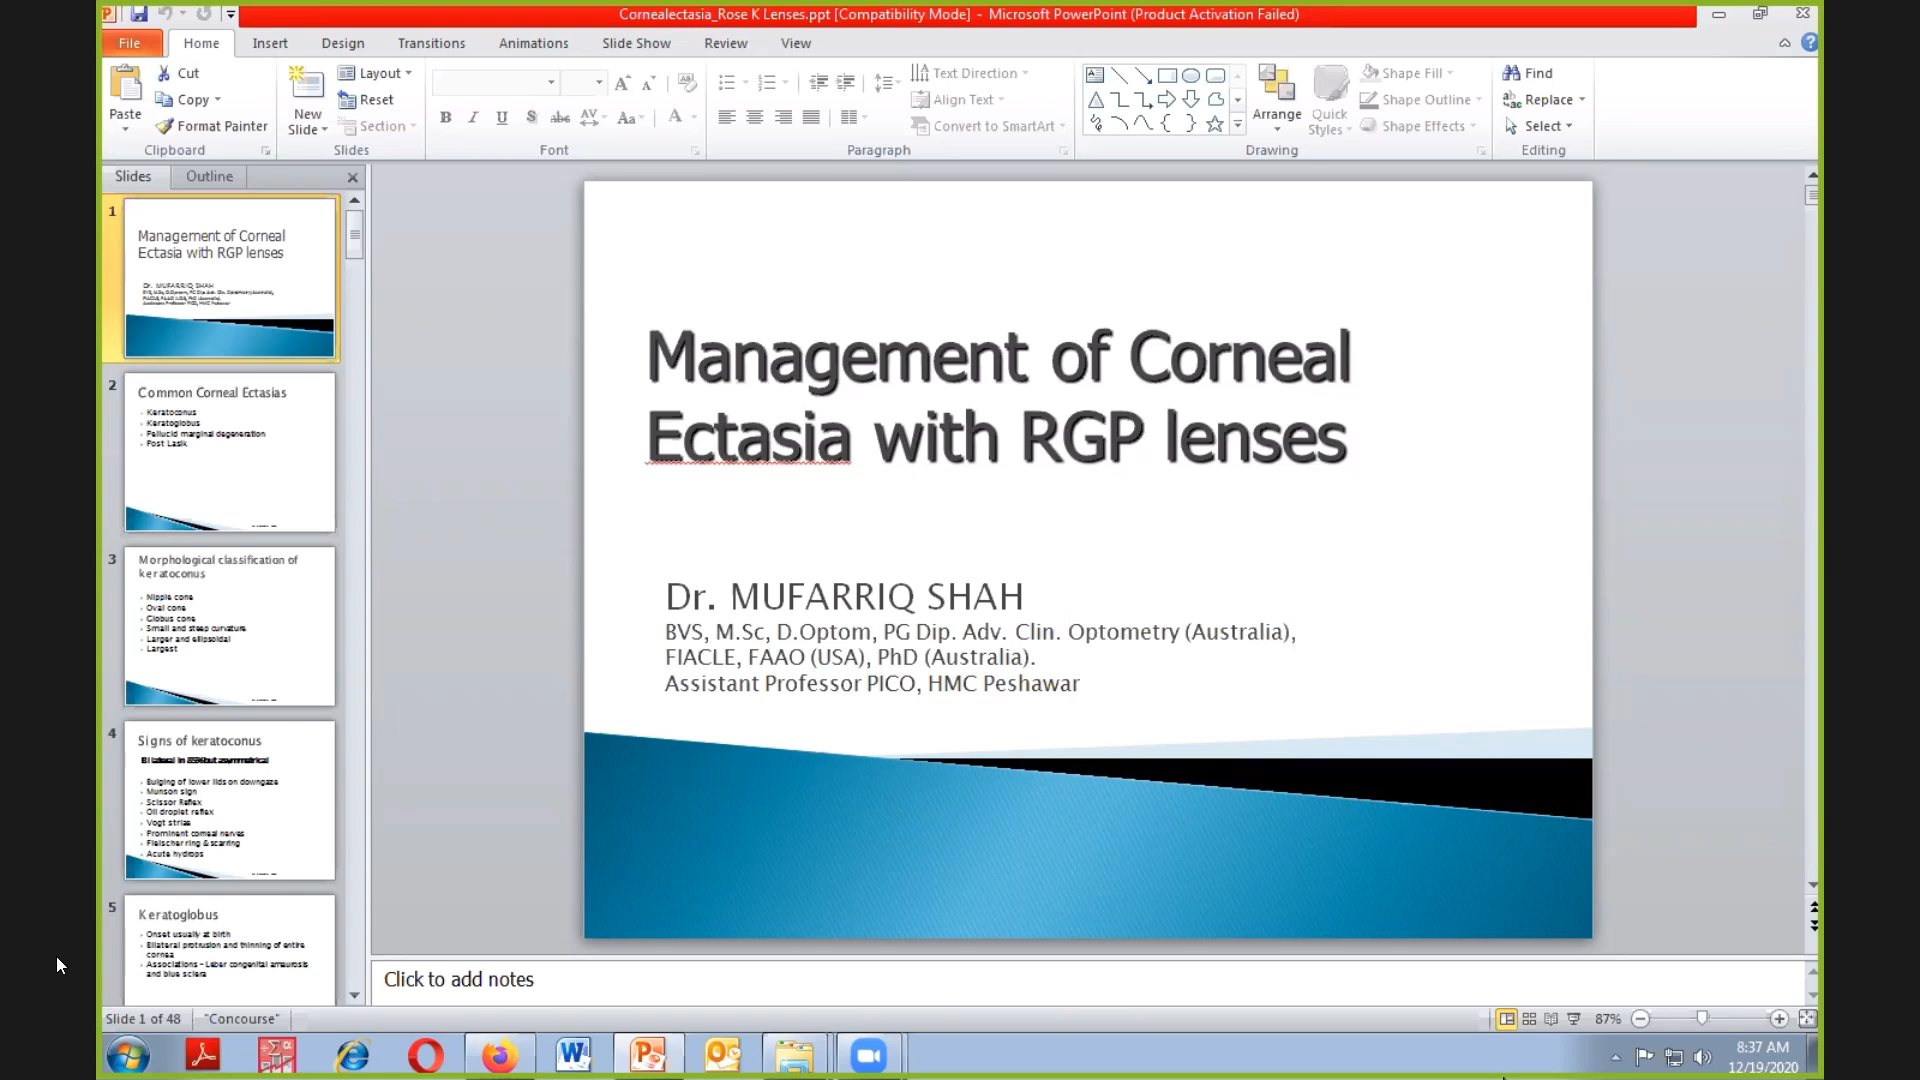 Cornealectasia_Rose K Lenses.ppt [Compatibility Mode] - Microsoft PowerPoint (Product Activation Failed)
File Home Insert Design Transitions Animations Slide Show Review View
Cut
Copy
Format Painter
Paste
Clipboard
New Slide
Layout
Reset
Section
Slides
Font
Text Direction
Align Text
Convert to SmartArt
Paragraph
Arrange
Quick Styles
Shape Fill
Shape Outline
Shape Effects
Drawing
Find
Replace
Select
Editing
Slides Outline
1
Management of Corneal
Ectasia with RGP lenses
Dr. MUFARRIQ SHAH
2
Common Corneal Ectasias
Keratoconus
Keratoglobus
Pellucid marginal degeneration
Post Lasik
3
Morphological classification of
keratoconus
Nipple cone
Oval cone
Globus cone
Small and steep curvature
Larger and ellipsoidal
Largest
4
Signs of keratoconus
Bulging of lower lids on downgaze
Munson sign
Scissor Reflex
Oil droplet reflex
Vogt striae
Prominent corneal nerves
Fleischer ring & scarring
Acute hydrops
5
Keratoglobus
Onset usually at birth
Bilateral protrusion and thinning of entire
cornea
Associations - Leber congenital amaurosis
and blue sclera
Management of Corneal
Ectasia with RGP lenses
Dr. MUFARRIQ SHAH
BVS, M.Sc, D.Optom, PG Dip. Adv. Clin. Optometry (Australia),
FIACLE, FAAO (USA), PhD (Australia).
Assistant Professor PICO, HMC Peshawar
Click to add notes
Slide 1 of 48 "Concourse" 87%
8:37 AM
12/19/2020